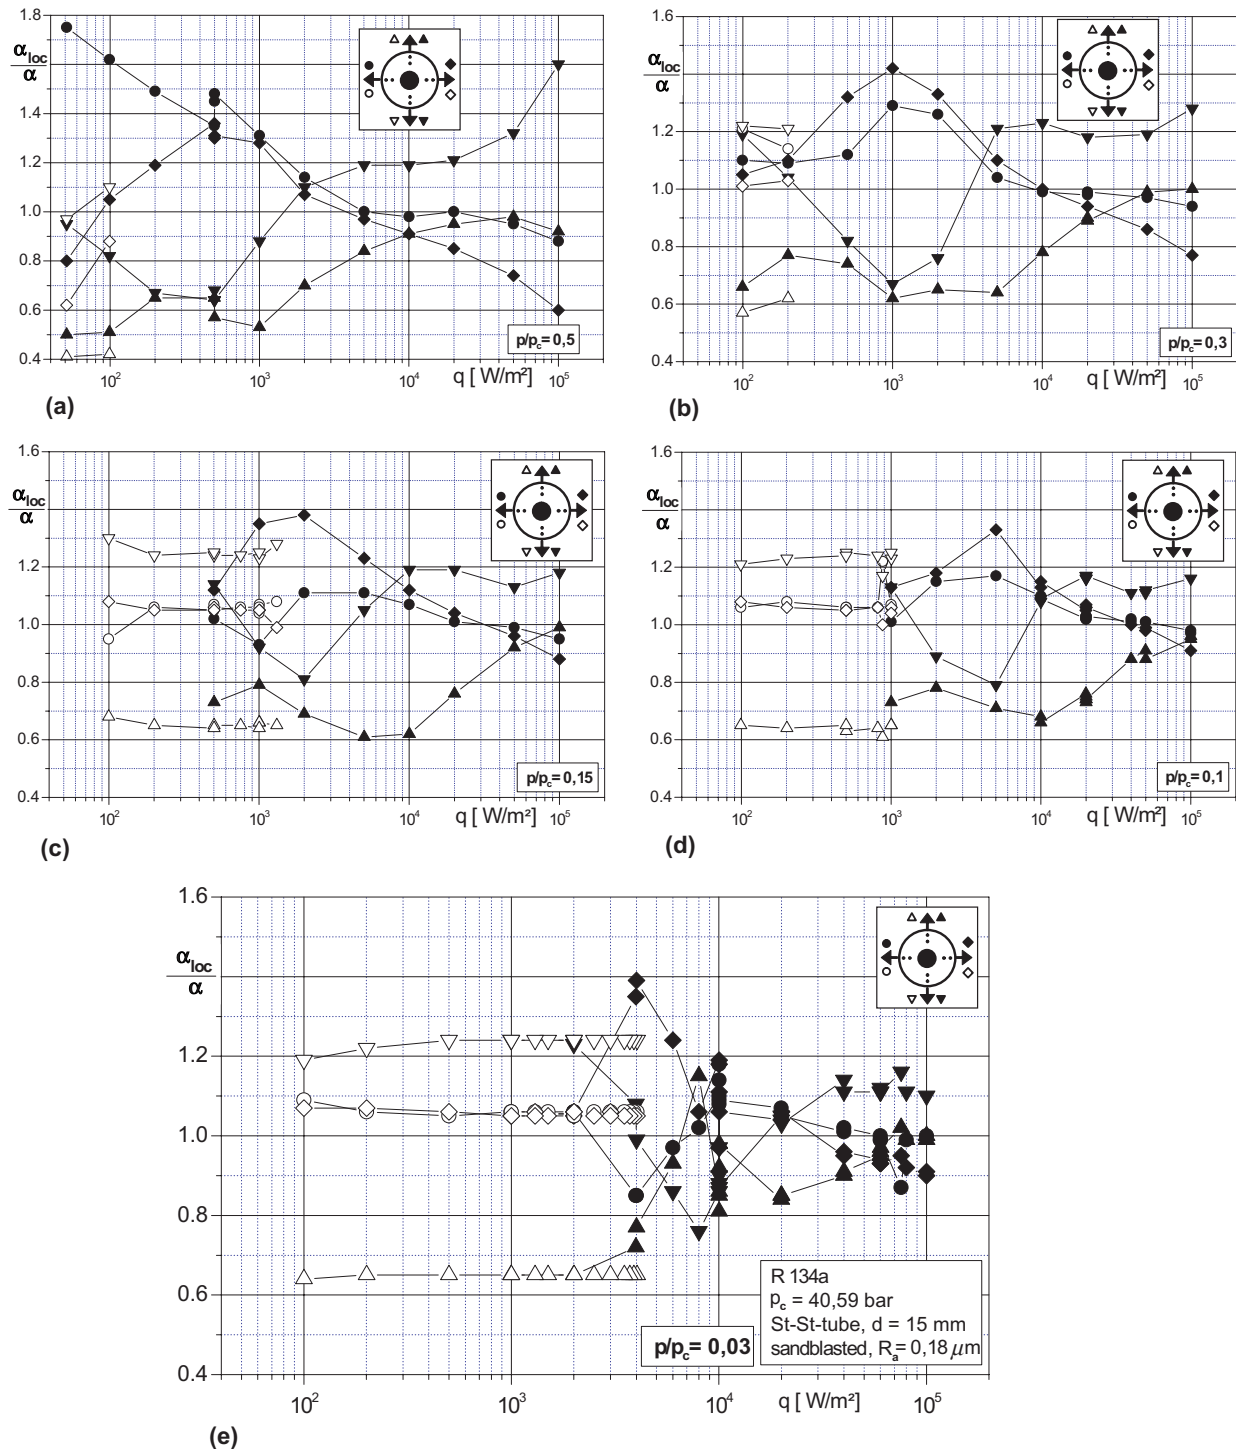 1.8
α_loc
α
1.6
1.4
1.2
1.0
0.8
0.6
0.4
p/p_c = 0,5
10²
10³
10⁴
10⁵
q [ W/m²]
(a)
1.6
α_loc
α
1.4
1.2
1.0
0.8
0.6
0.4
p/p_c = 0,3
10²
10³
10⁴
10⁵
q [ W/m²]
(b)
1.6
α_loc
α
1.4
1.2
1.0
0.8
0.6
0.4
p/p_c = 0,15
10²
10³
10⁴
10⁵
q [ W/m²]
(c)
1.6
α_loc
α
1.4
1.2
1.0
0.8
0.6
0.4
p/p_c = 0,1
10²
10³
10⁴
10⁵
q [ W/m²]
(d)
1.6
α_loc
α
1.4
1.2
1.0
0.8
0.6
0.4
p/p_c = 0,03
R 134a
p_c = 40,59 bar
St-St-tube, d = 15 mm
sandblasted, R_a = 0,18 μm
10²
10³
10⁴
10⁵
q [ W/m²]
(e)